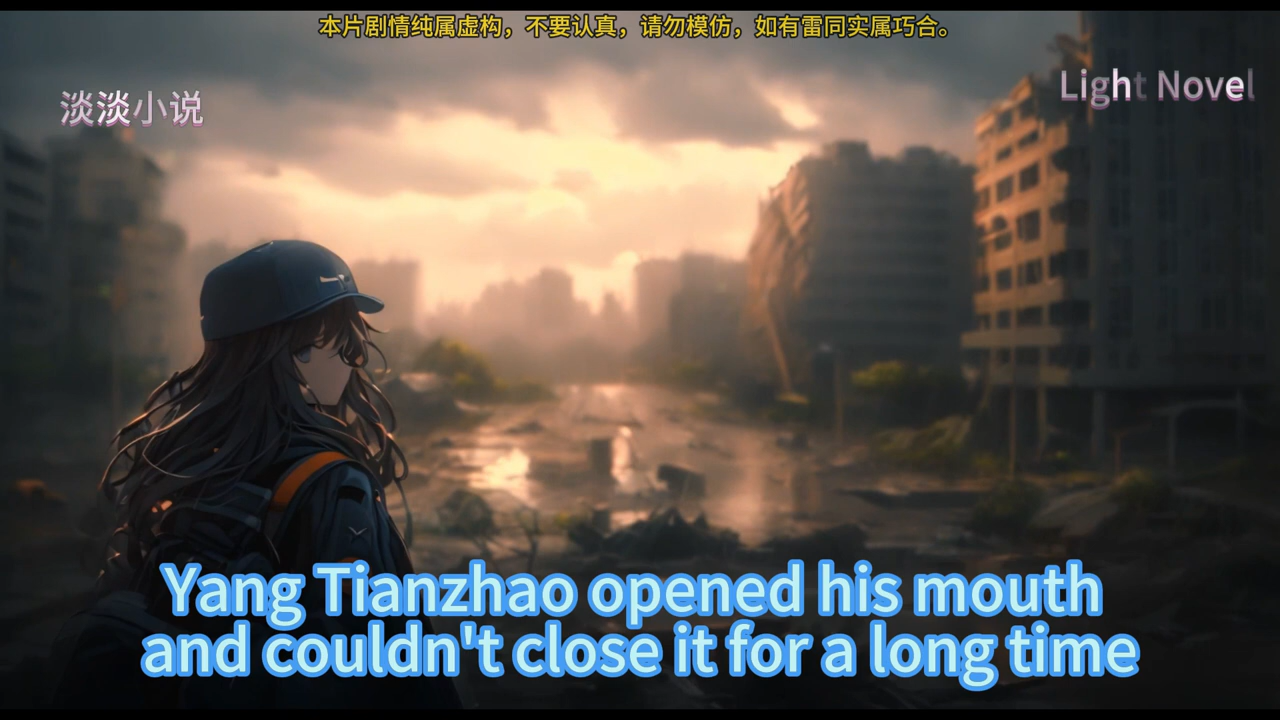 本片剧情纯属虚构，不要认真，请勿模仿，如有雷同实属巧合。
淡淡小说
Light Novel
Yang Tianzhao opened his mouth
and couldn't close it for a long time